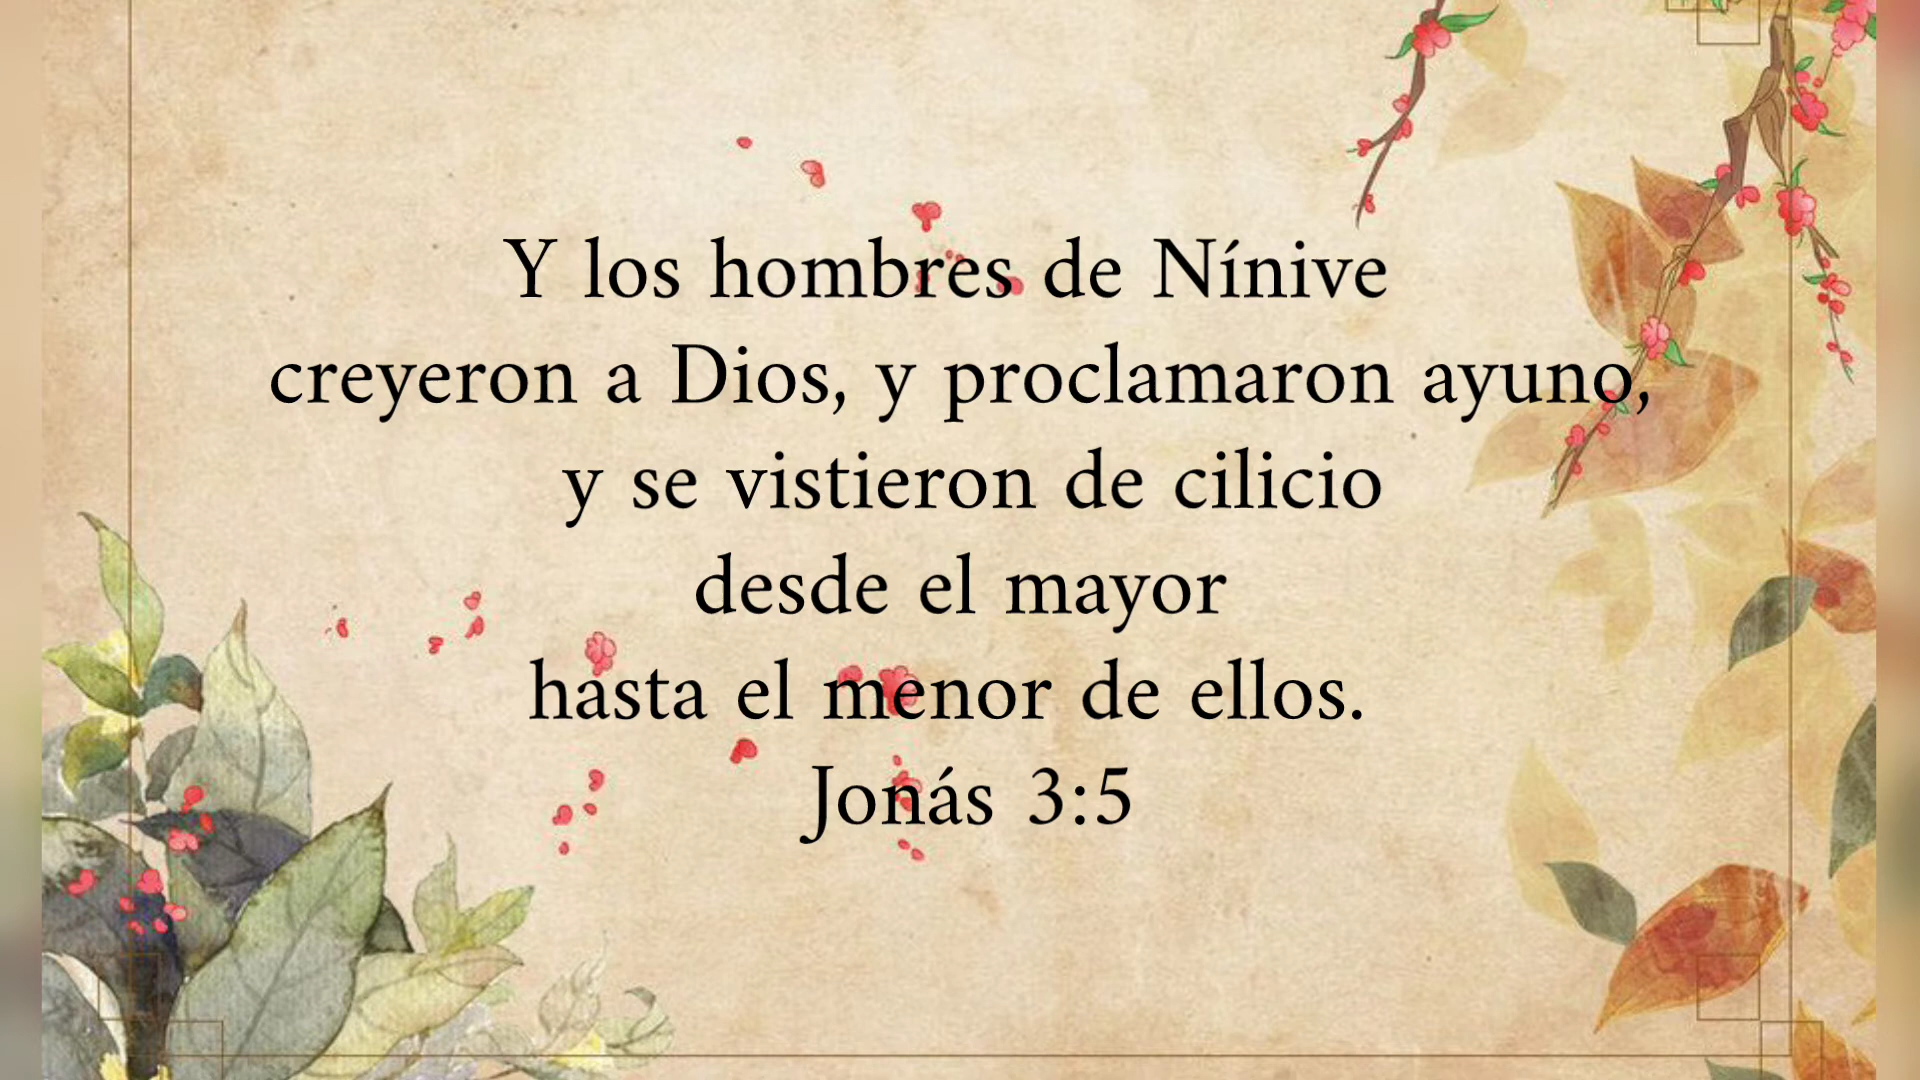 Y los hombres de Nínive
creyeron a Dios, y proclamaron ayuno,
y se vistieron de cilicio
desde el mayor
hasta el menor de ellos.
Jonás 3:5